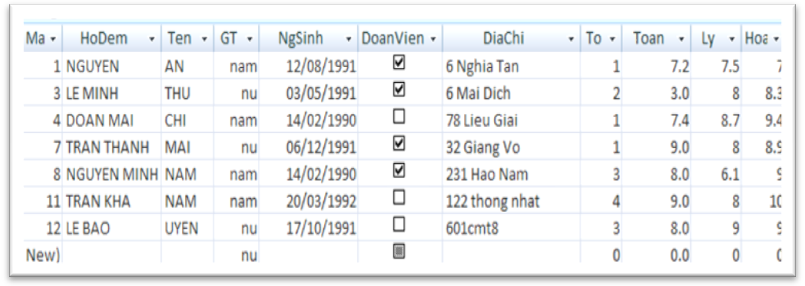 Ma HoDem Ten GT NgSinh DoanVien DiaChi To Toan Ly Hoa
1 NGUYEN AN nam 12/08/1991 6 Nghia Tan 1 7.2 7.5
3 LE MINH THU nu 03/05/1991 6 Mai Dich 2 3.0 8 8.3
4 DOAN MAI CHI nam 14/02/1990 78 Lieu Giai 1 7.4 8.7 9.4
7 TRAN THANH MAI nu 06/12/1991 32 Giang Vo 1 9.0 8 8.9
8 NGUYEN MINH NAM nam 14/02/1990 231 Hao Nam 3 8.0 6.1
11 TRAN KHA NAM nam 20/03/1992 122 thong nhat 4 9.0 8 10
12 LE BAO UYEN nu 17/10/1991 601cmt8 3 8.0 9
New) nu 0 0.0 0